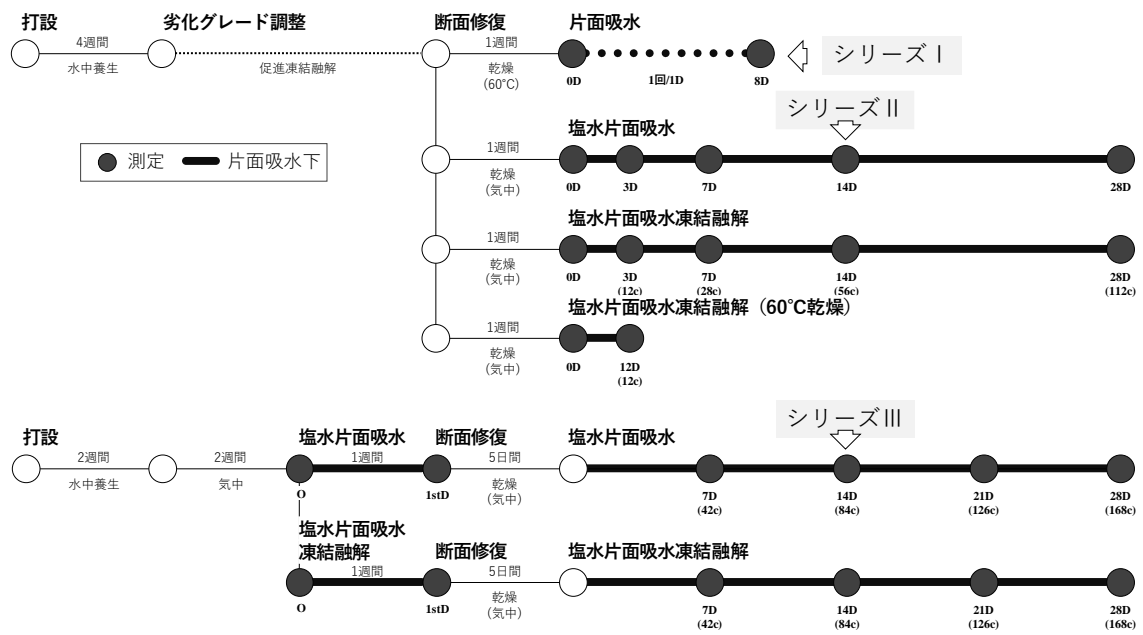 打設
劣化グレード調整
断面修復
片面吸水
4週間
水中養生
促進凍結融解
1週間
乾燥
(60℃)
0D
1回/1D
8D
シリーズⅠ
シリーズⅡ
測定
片面吸水下
塩水片面吸水
1週間
乾燥
(気中)
0D
3D
7D
14D
28D
塩水片面吸水凍結融解
1週間
乾燥
(気中)
0D
3D
(12c)
7D
(28c)
14D
(56c)
28D
(112c)
塩水片面吸水凍結融解（60℃乾燥）
1週間
乾燥
(気中)
0D
12D
(12c)
シリーズⅢ
打設
塩水片面吸水
断面修復
塩水片面吸水
2週間
水中養生
2週間
気中
1週間
5日間
乾燥
(気中)
O
1stD
7D
(42c)
14D
(84c)
21D
(126c)
28D
(168c)
塩水片面吸水
凍結融解
断面修復
塩水片面吸水凍結融解
1週間
5日間
乾燥
(気中)
O
1stD
7D
(42c)
14D
(84c)
21D
(126c)
28D
(168c)